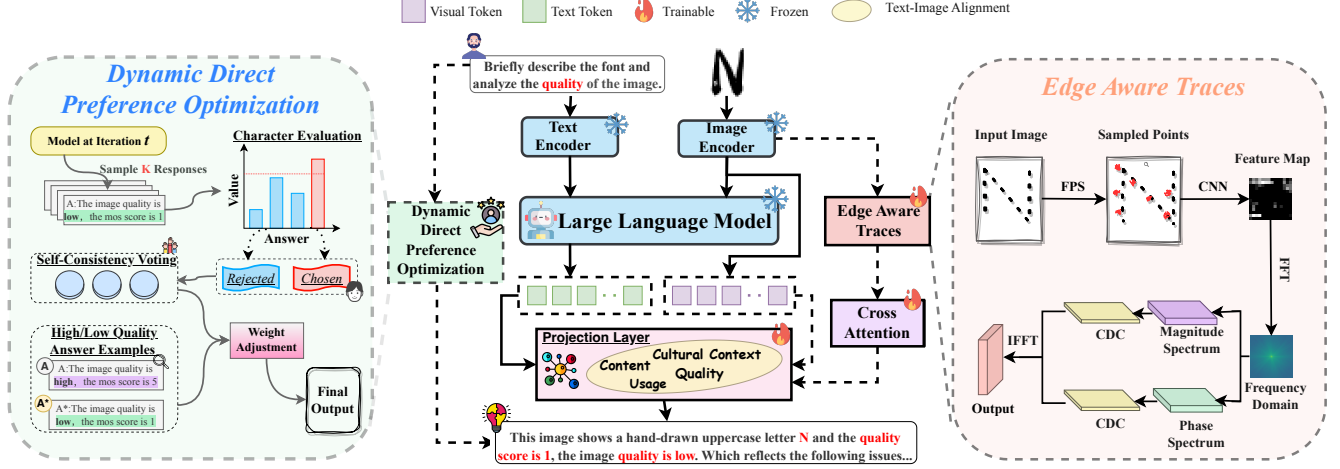 Visual Token
Text Token
Trainable
Frozen
Text-Image Alignment
Dynamic Direct
Preference Optimization
Model at Iteration t
Sample K Responses
A:The image quality is
low, the mos score is 1
Character Evaluation
Value
Answer
Self-Consistency Voting
Rejected
Chosen
High/Low Quality
Answer Examples
A
A:The image quality is
high, the mos score is 5
A*
A*:The image quality is
low, the mos score is 1
Weight
Adjustment
Final
Output
Briefly describe the font and
analyze the quality of the image.
N
Text
Encoder
Image
Encoder
Dynamic
Direct
Preference
Optimization
Large Language Model
Edge Aware
Traces
Cross
Attention
Projection Layer
Cultural Context
Content
Quality
Usage
This image shows a hand-drawn uppercase letter N and the quality
score is 1, the image quality is low. Which reflects the following issues...
Edge Aware Traces
Input Image
Sampled Points
Feature Map
FPS
CNN
FFT
Frequency
Domain
Magnitude
Spectrum
CDC
Phase
Spectrum
CDC
IFFT
Output